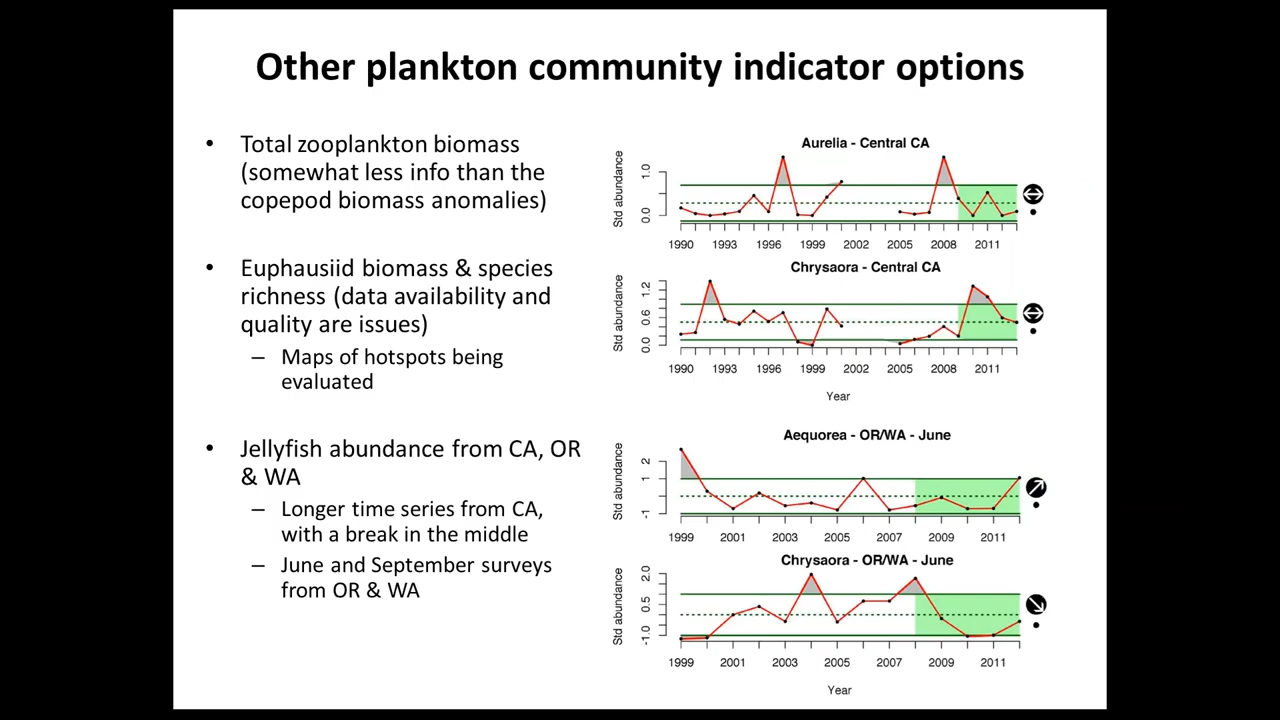 Other plankton community indicator options
• Total zooplankton biomass
(somewhat less info than the
copepod biomass anomalies)
• Euphausiid biomass & species
richness (data availability and
quality are issues)
– Maps of hotspots being
evaluated
• Jellyfish abundance from CA, OR
& WA
– Longer time series from CA,
with a break in the middle
– June and September surveys
from OR & WA
Aurelia - Central CA
Std abundance
0.0 1.0
1990 1993 1996 1999 2002 2005 2008 2011
Chrysaora - Central CA
Std abundance
0.0 0.6 1.2
1990 1993 1996 1999 2002 2005 2008 2011
Year
Aequorea - OR/WA - June
Std abundance
-1 1 2
1999 2001 2003 2005 2007 2009 2011
Chrysaora - OR/WA - June
Std abundance
-1.0 0.5 2.0
1999 2001 2003 2005 2007 2009 2011
Year